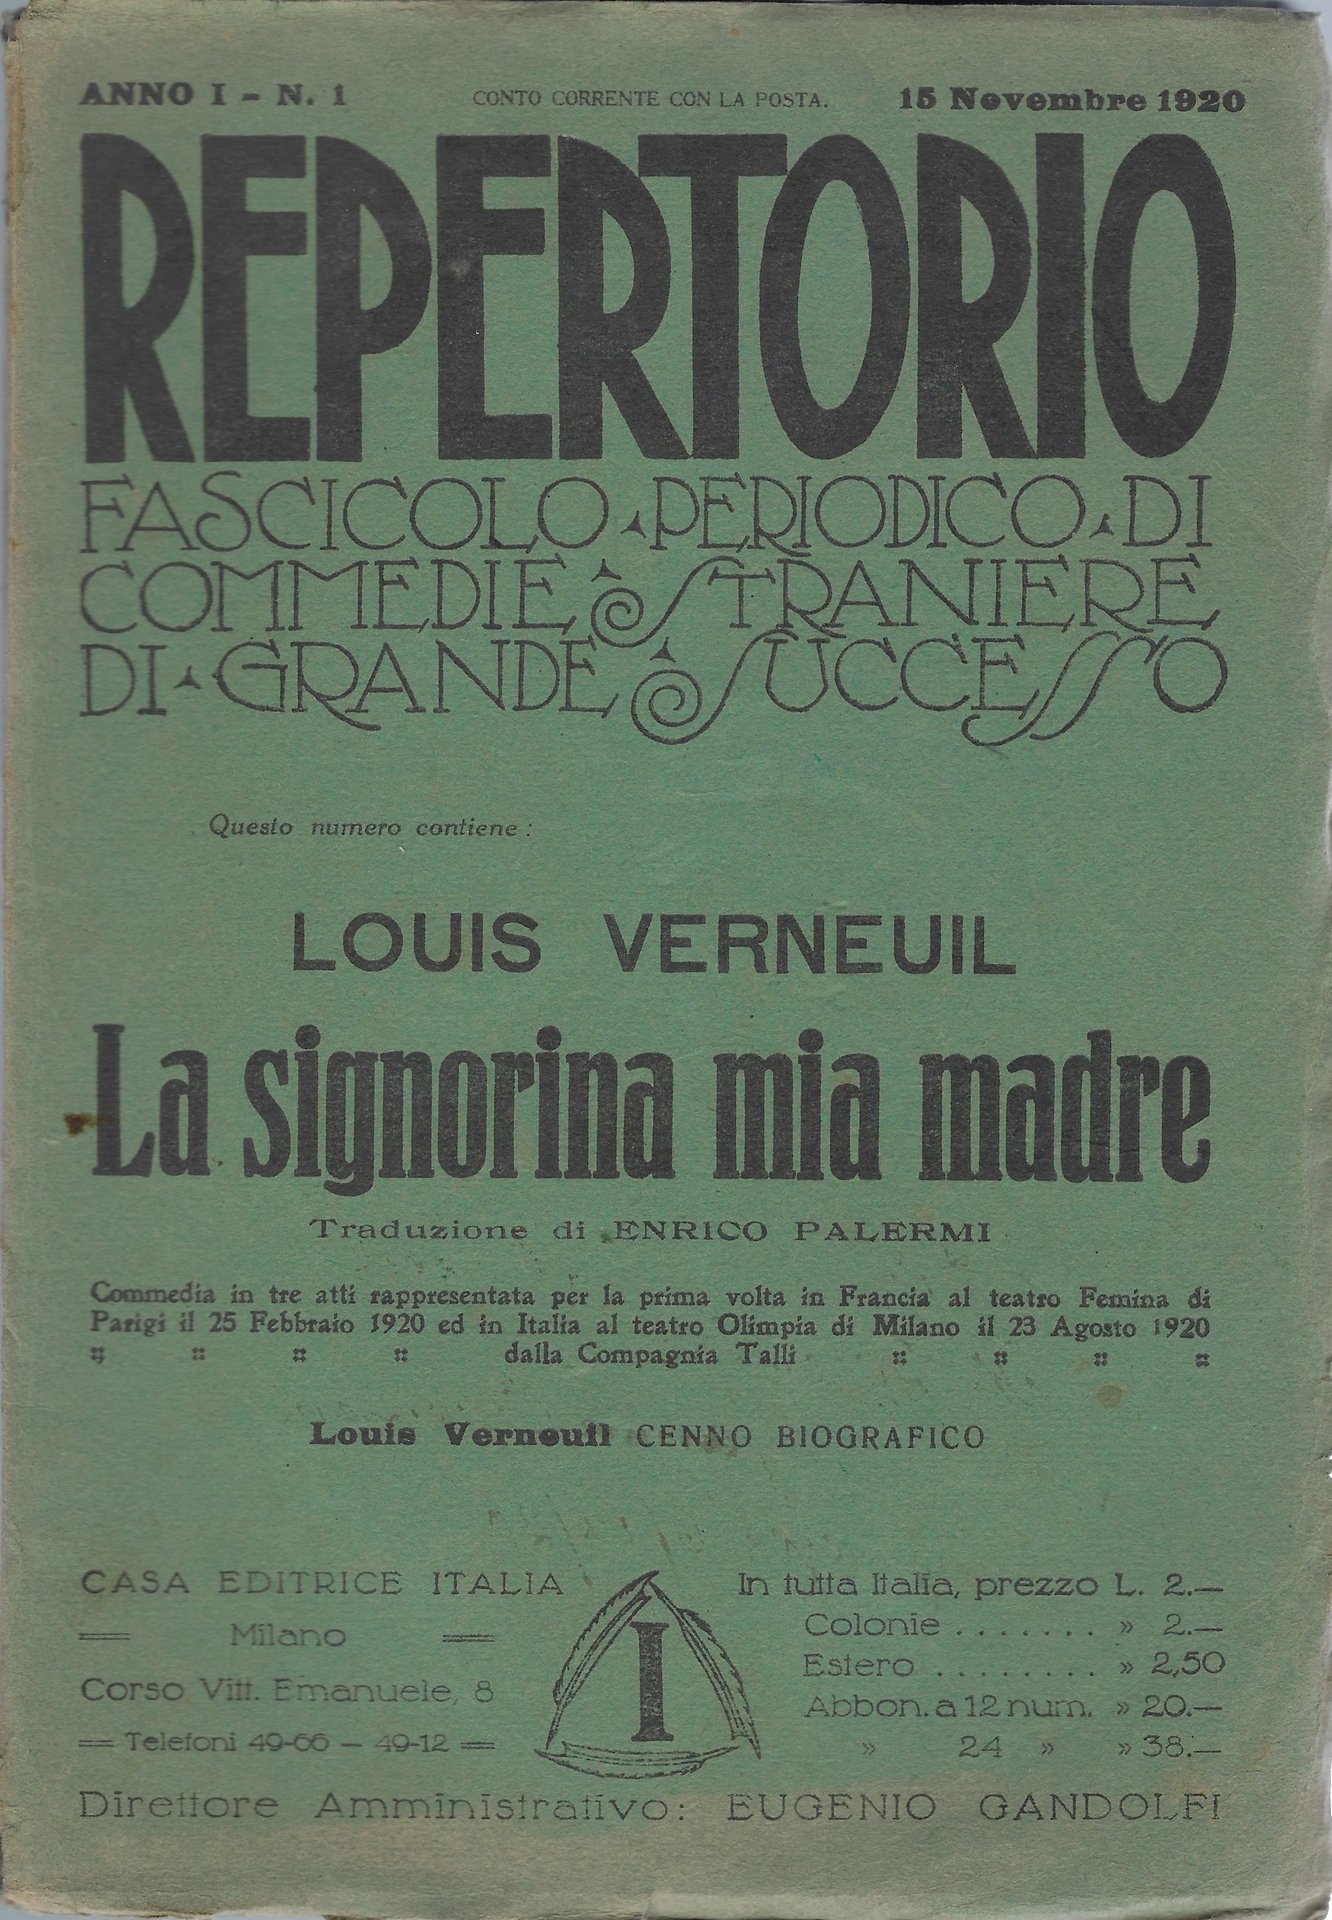 ANNO I - N. 1 CONTO CORRENTE CON LA POSTA. 15 Novembre 1920
REPERTORIO
FASCICOLO PERIODICO DI
COMMEDIE STRANIERE
DI GRANDE SUCCESSO
Questo numero contiene:
LOUIS VERNEUIL
La signorina mia madre
Traduzione di ENRICO PALERMI
Commedia in tre atti rappresentata per la prima volta in Francia al teatro Femina di
Parigi il 25 Febbraio 1920 ed in Italia al teatro Olimpia di Milano il 23 Agosto 1920
dalla Compagnia Talli
Louis Verneuil CENNO BIOGRAFICO
CASA EDITRICE ITALIA
Milano
Corso Vitt. Emanuele, 8
Telefoni 49-66 – 49-12
I
In tutta Italia, prezzo L. 2.—
Colonie ....... » 2.—
Estero ........ » 2,50
Abbon. a 12 num. » 20.—
» 24 » » 38.—
Direttore Amministrativo: EUGENIO GANDOLFI